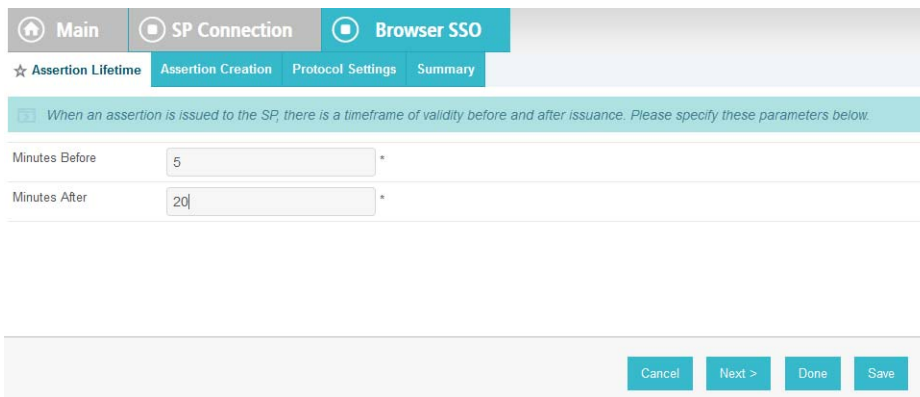 Main SP Connection Browser SSO
Assertion Lifetime Assertion Creation Protocol Settings Summary
When an assertion is issued to the SP, there is a timeframe of validity before and after issuance. Please specify these parameters below.
Minutes Before 5 *
Minutes After 20 *
Cancel Next > Done Save